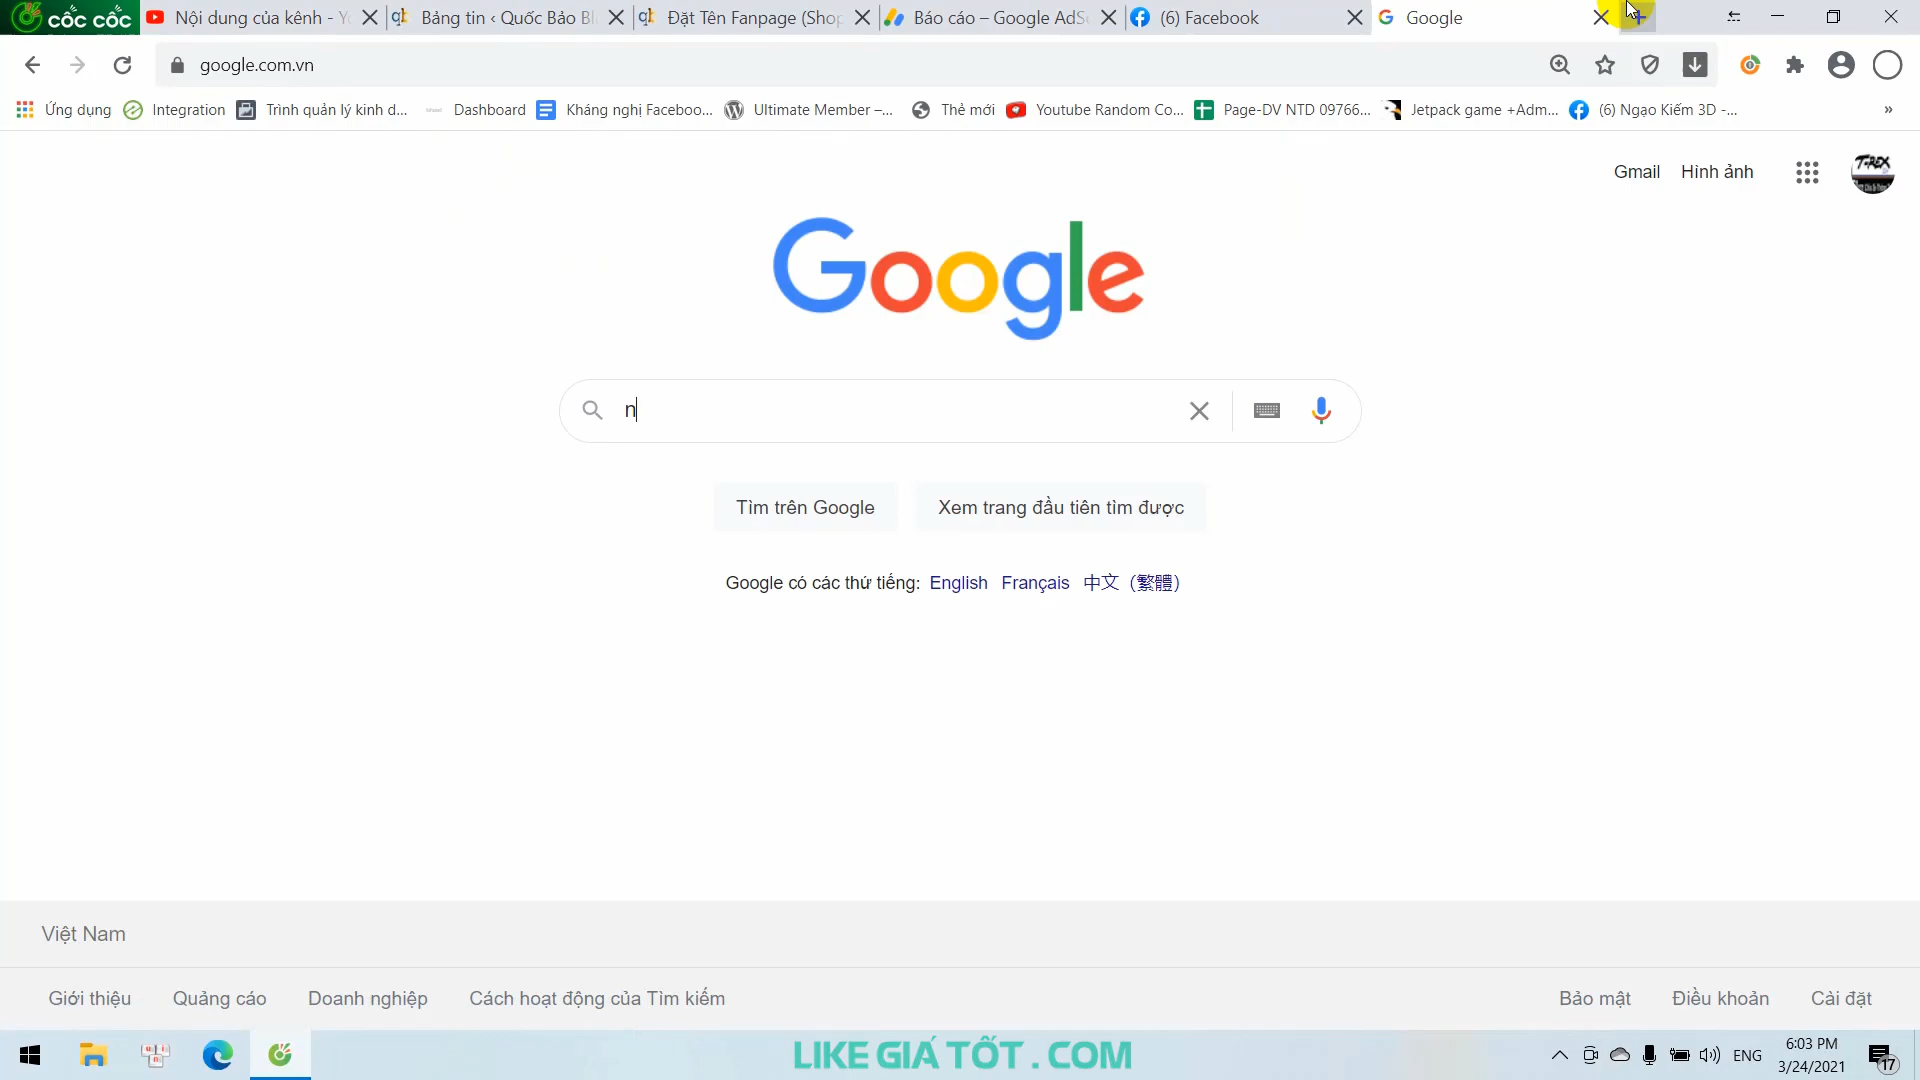 cốc cốc
Nội dung của kênh - Y
Bảng tin ‹ Quốc Bảo Bl
Đặt Tên Fanpage (Shop
Báo cáo – Google AdSe
(6) Facebook
Google
google.com.vn
Ứng dụng
Integration
Trình quản lý kinh d...
Dashboard
Kháng nghị Faceboo...
Ultimate Member –...
Thẻ mới
Youtube Random Co...
Page-DV NTD 09766...
Jetpack game +Adm...
(6) Ngạo Kiếm 3D -...
»
Gmail Hình ảnh
T-REX
Google
n
Tìm trên Google
Xem trang đầu tiên tìm được
Google có các thứ tiếng: English Français 中文（繁體）
Việt Nam
Giới thiệu Quảng cáo Doanh nghiệp Cách hoạt động của Tìm kiếm
Bảo mật Điều khoản Cài đặt
LIKE GIÁ TỐT . COM
ENG
6:03 PM
3/24/2021
17